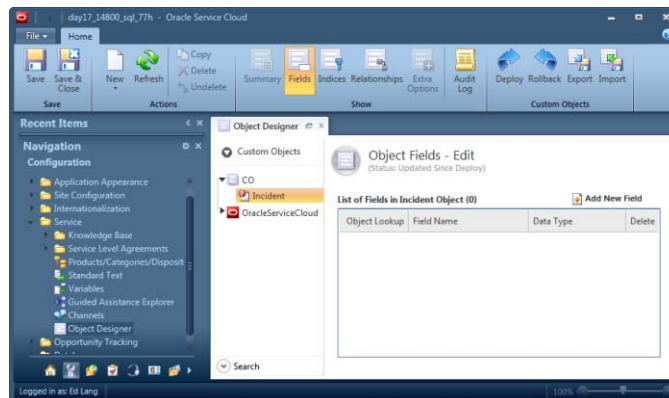 day17_14800_sql_77h - Oracle Service Cloud
File Home
Save Save & Close New Refresh Copy Delete Undelete Summary Fields Indices Relationships Extra Options Audit Log Deploy Rollback Export Import
Save Actions Show Custom Objects
Recent Items
Navigation
Configuration
Application Appearance
Site Configuration
Internationalization
Service
Knowledge Base
Service Level Agreements
Products/Categories/Disposit
Standard Text
Variables
Guided Assistance Explorer
Channels
Object Designer
Opportunity Tracking
Object Designer
Custom Objects
CO
Incident
OracleServiceCloud
Search
Object Fields - Edit
(Status: Updated Since Deploy)
List of Fields in Incident Object (0) Add New Field
Object Lookup Field Name Data Type Delete
Logged in as: Ed Lang 100%